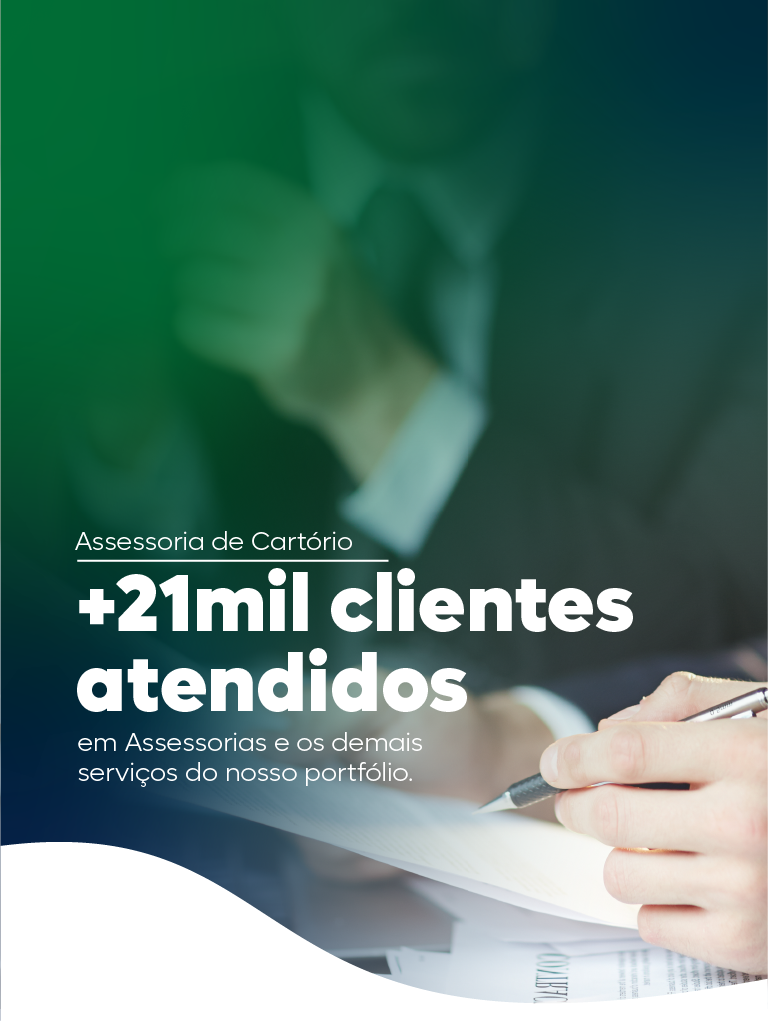 Assessoria de Cartório
+21mil clientes
atendidos
em Assessorias e os demais
serviços do nosso portfólio.